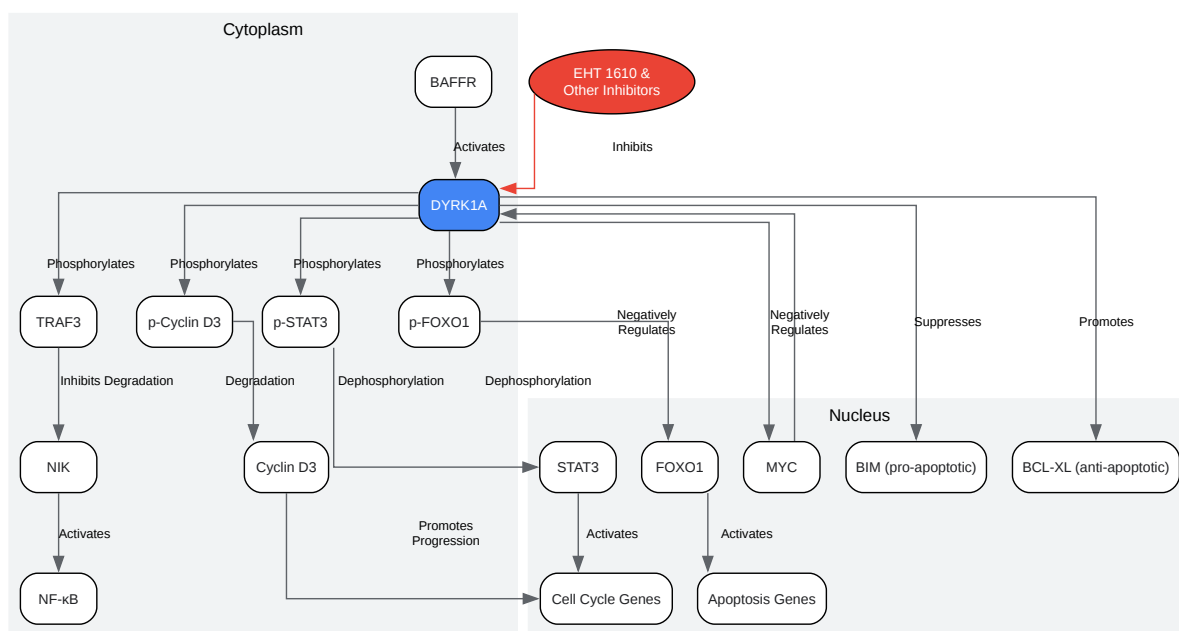 Cytoplasm
BAFFR
EHT 1610 &
Other Inhibitors
Activates
Inhibits
DYRK1A
Phosphorylates
Phosphorylates
Phosphorylates
Phosphorylates
TRAF3
p-Cyclin D3
p-STAT3
p-FOXO1
Negatively
Regulates
Negatively
Regulates
Suppresses
Promotes
Inhibits Degradation
Degradation
Dephosphorylation
Dephosphorylation
Nucleus
NIK
Cyclin D3
STAT3
FOXO1
MYC
BIM (pro-apoptotic)
BCL-XL (anti-apoptotic)
Activates
Promotes
Progression
Activates
Activates
NF-κB
Cell Cycle Genes
Apoptosis Genes